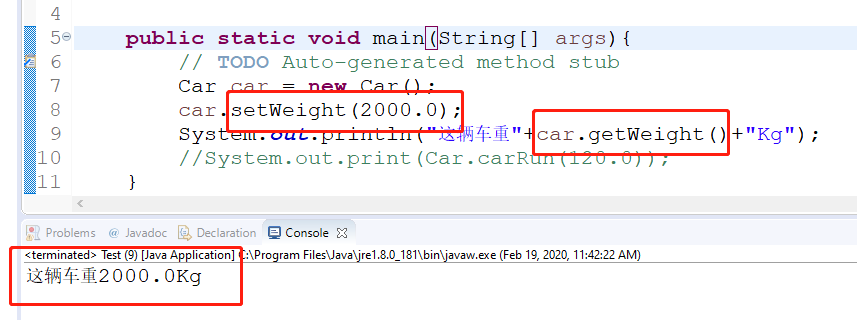 4
5 public static void main(String[] args){
6 // TODO Auto-generated method stub
7 Car car = new Car();
8 car.setWeight(2000.0);
9 System.out.println("这辆车重"+car.getWeight()+"Kg");
10 //System.out.print(Car.carRun(120.0));
11 }
Problems @ Javadoc Declaration Console
<terminated> Test (9) [Java Application] C:\Program Files\Java\jre1.8.0_181\bin\javaw.exe (Feb 19, 2020, 11:42:22 AM)
这辆车重2000.0Kg